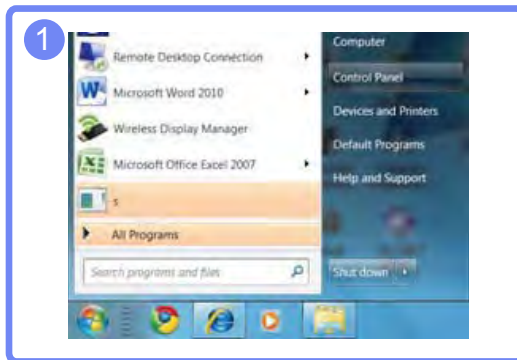 1
Remote Desktop Connection
Microsoft Word 2010
Wireless Display Manager
Microsoft Office Excel 2007
s
All Programs
Search programs and files
Computer
Control Panel
Devices and Printers
Default Programs
Help and Support
Shut down